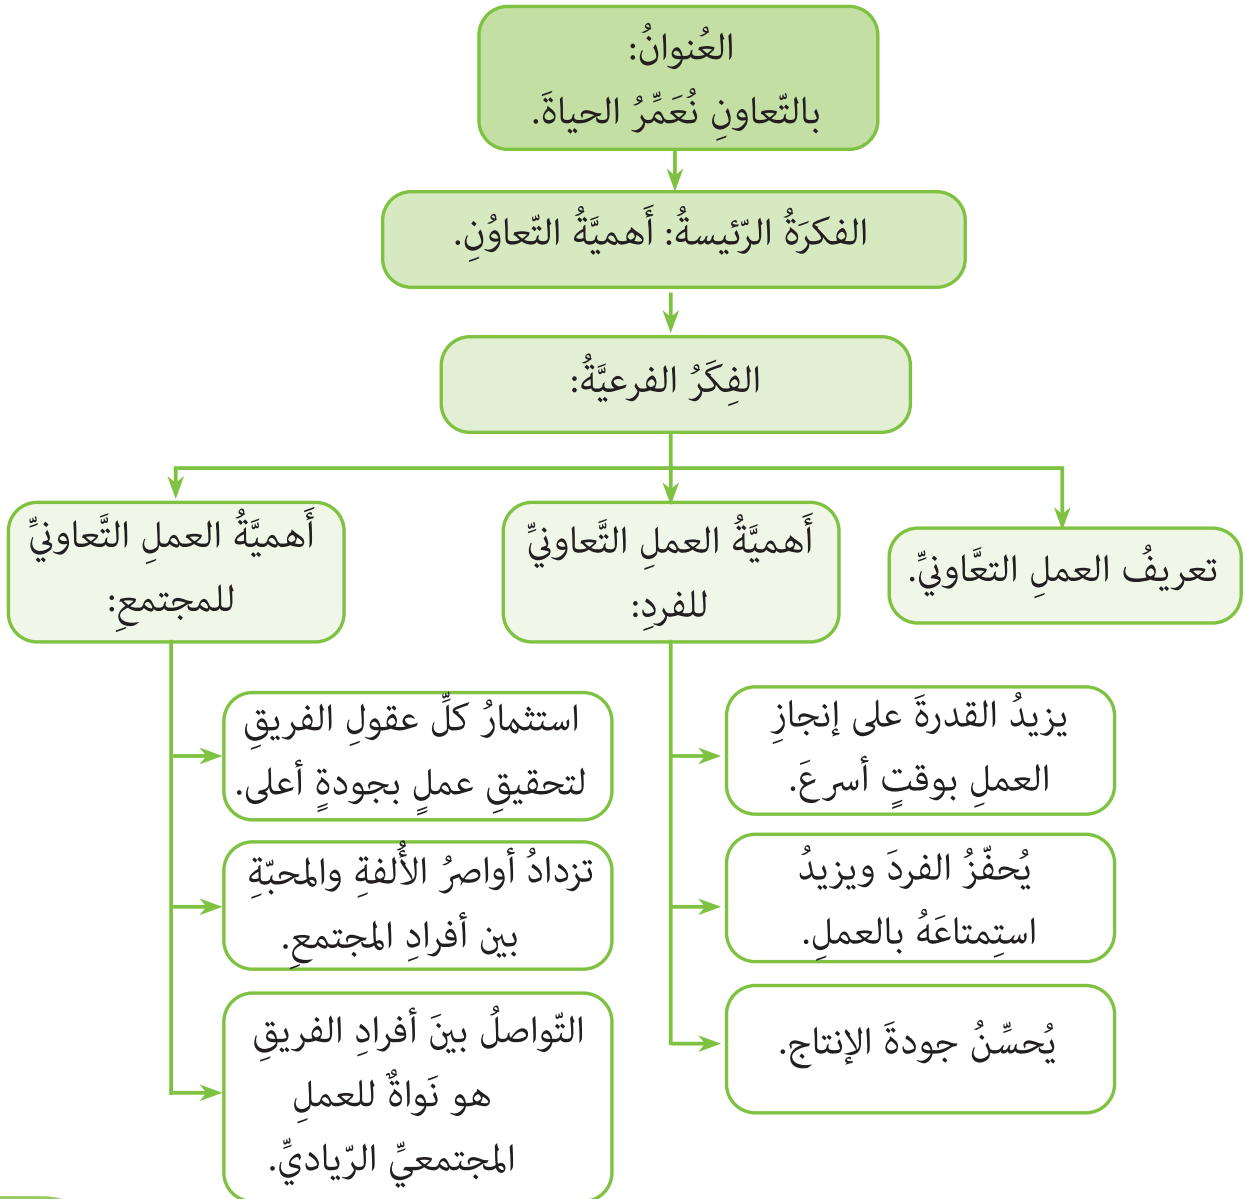 العُنوانُ:
بالتّعاونِ نُعَمِّرُ الحياةَ.
الفكرَةُ الرّئيسةُ: أَهميَّةُ التّعاوُنِ.
الفِكَرُ الفرعيَّةُ:
تعريفُ العملِ التعَّاونيِّ.
أَهميَّةُ العملِ التَّعاونيِّ
للفردِ:
يزيدُ القدرةَ على إنجازِ
العملِ بوقتٍ أسرعَ.
يُحفّزُ الفردَ ويزيدُ
استِمتاعَهُ بالعملِ.
يُحسِّنُ جودةَ الإنتاج.
أَهميَّةُ العملِ التَّعاونيِّ
للمجتمعِ:
استثمارُ كلِّ عقولِ الفريقِ
لتحقيقِ عملٍ بجودةٍ أعلى.
تزدادُ أواصرُ الأُلفةِ والمحبّةِ
بين أفرادِ المجتمعِ.
التّواصلُ بينَ أفرادِ الفريقِ
هو نَواةٌ للعملِ
المجتمعيِّ الرّياديِّ.